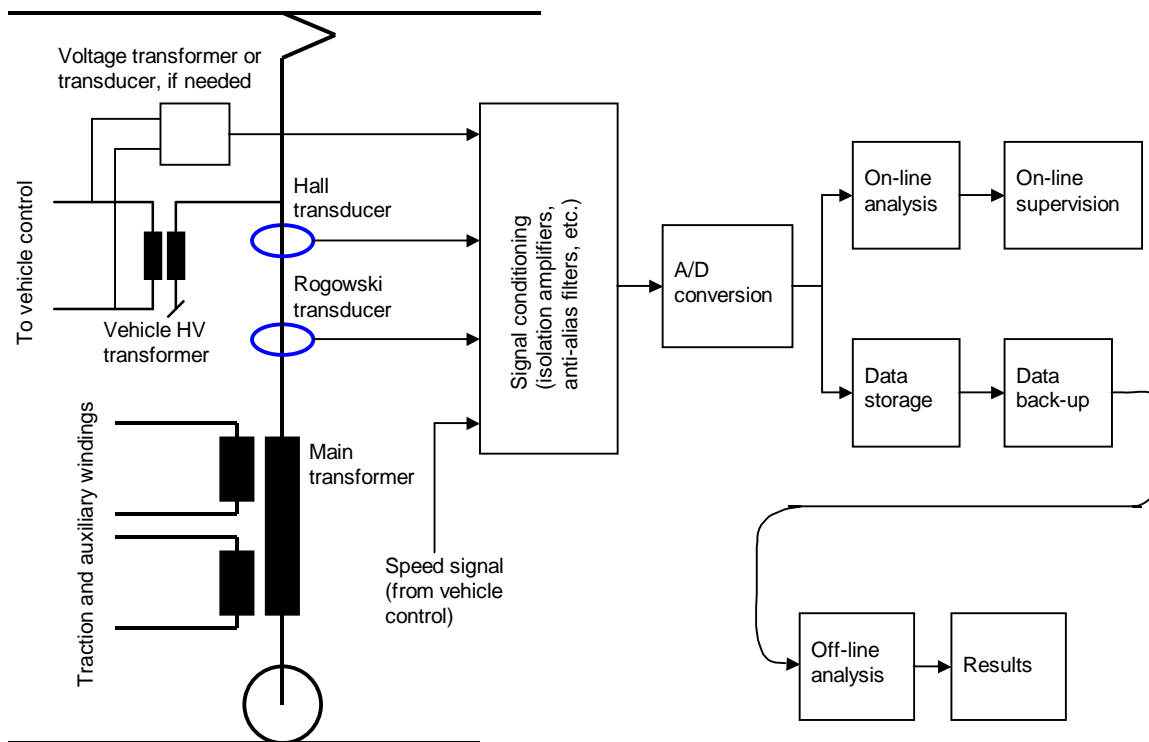 Voltage transformer or
transducer, if needed
To vehicle control
Hall
transducer
Rogowski
transducer
Vehicle HV
transformer
Traction and auxiliary windings
Main
transformer
Speed signal
(from vehicle
control)
Signal conditioning
(isolation amplifiers,
anti-alias filters, etc.)
A/D
conversion
On-line
analysis
On-line
supervision
Data
storage
Data
back-up
Off-line
analysis
Results